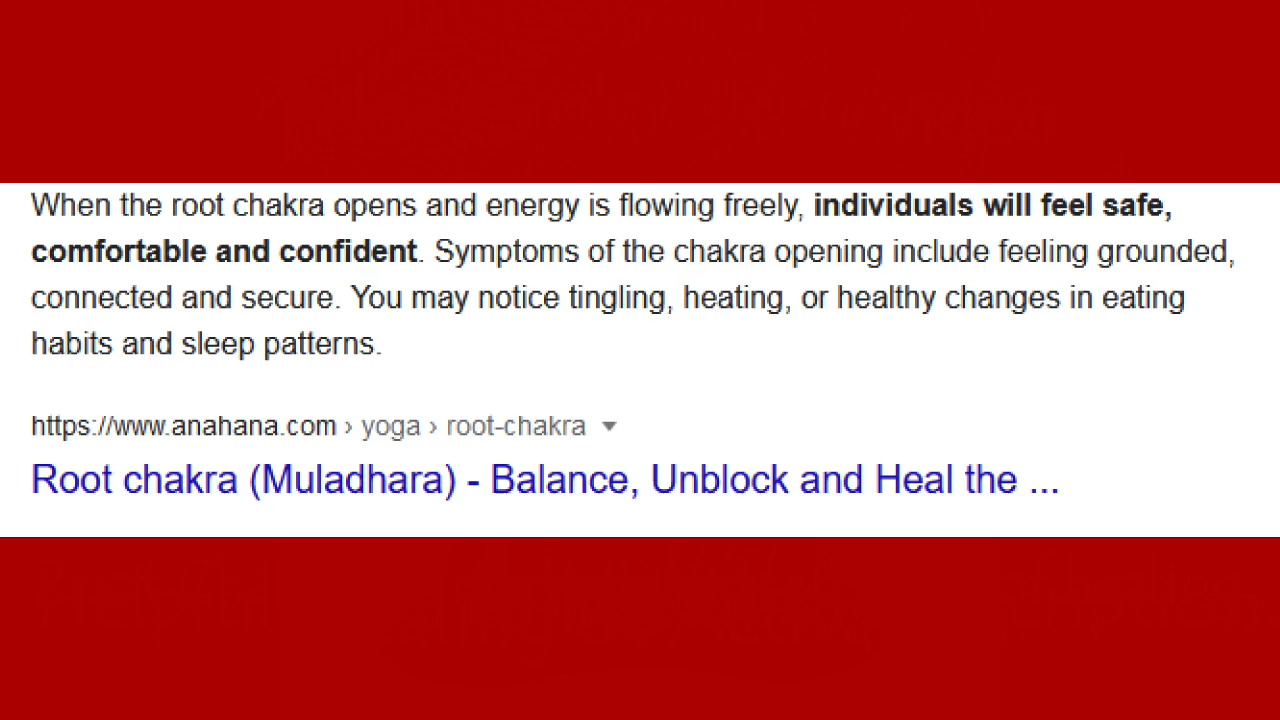 When the root chakra opens and energy is flowing freely, individuals will feel safe,
comfortable and confident. Symptoms of the chakra opening include feeling grounded,
connected and secure. You may notice tingling, heating, or healthy changes in eating
habits and sleep patterns.
https://www.anahana.com › yoga › root-chakra
Root chakra (Muladhara) - Balance, Unblock and Heal the ...